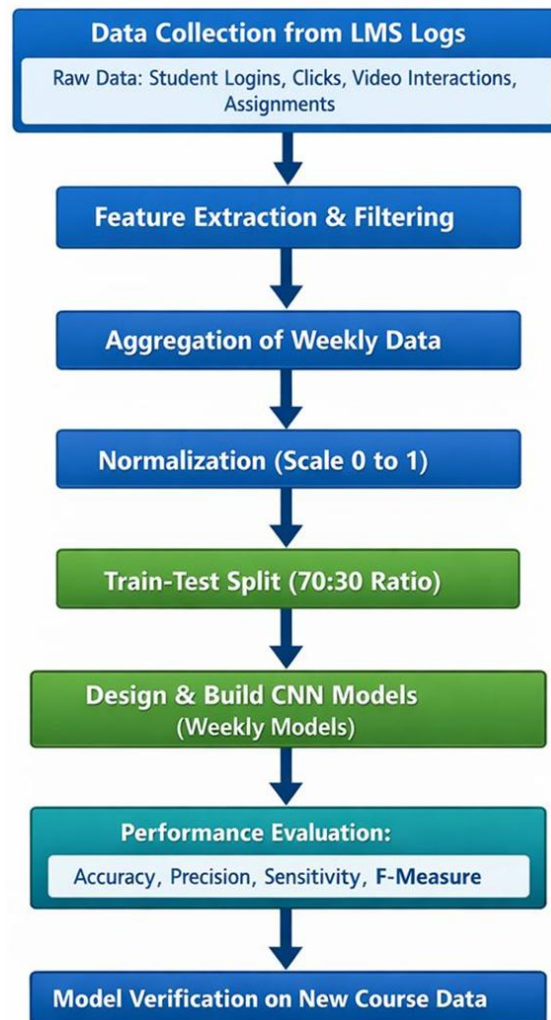 Data Collection from LMS Logs
Raw Data: Student Logins, Clicks, Video Interactions,
Assignments
Feature Extraction & Filtering
Aggregation of Weekly Data
Normalization (Scale 0 to 1)
Train-Test Split (70:30 Ratio)
Design & Build CNN Models
(Weekly Models)
Performance Evaluation:
Accuracy, Precision, Sensitivity, F-Measure
Model Verification on New Course Data